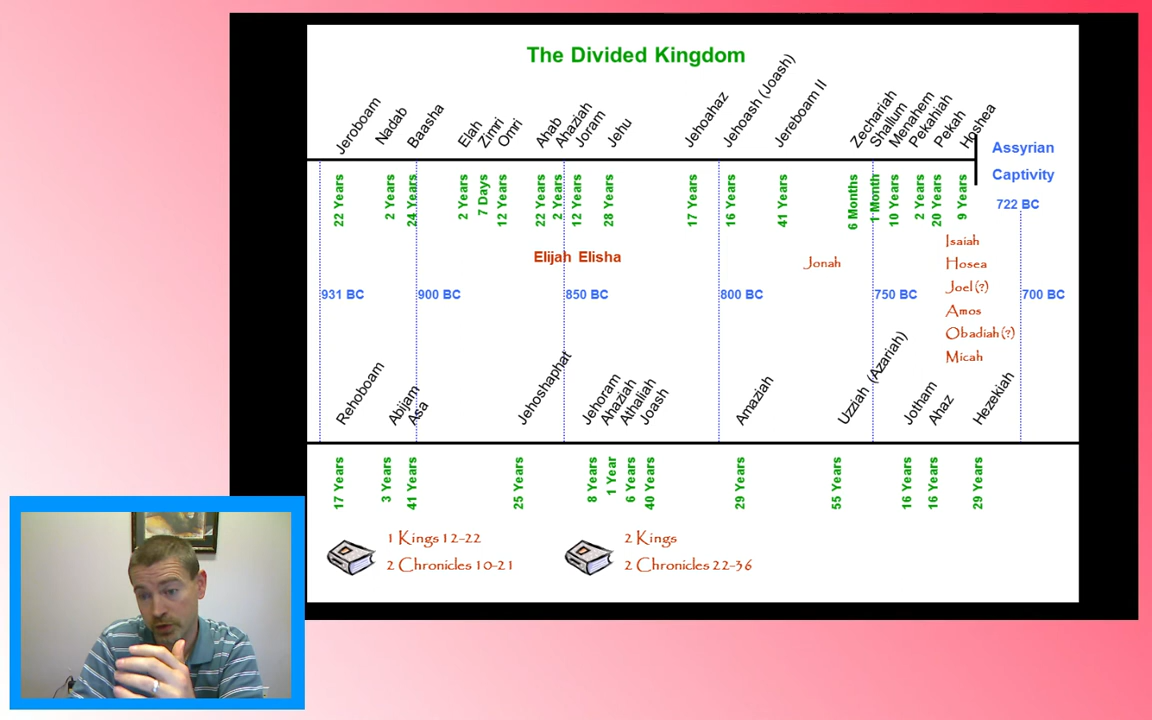 The Divided Kingdom
Jeroboam
Nadab
Baasha
Elah
Zimri
Omri
Ahab
Ahaziah
Joram
Jehu
Jehoahaz
Jehoash (Joash)
Jereboam II
Zechariah
Shallum
Menahem
Pekahiah
Pekah
Hoshea
Assyrian
Captivity
722 BC
22 Years
2 Years
24 Years
2 Years
7 Days
12 Years
22 Years
2 Years
12 Years
28 Years
17 Years
16 Years
41 Years
6 Months
1 Month
10 Years
2 Years
20 Years
9 Years
Elijah Elisha
Jonah
Isaiah
Hosea
Joel (?)
Amos
Obadiah (?)
Micah
931 BC
900 BC
850 BC
800 BC
750 BC
700 BC
Rehoboam
Abijam
Asa
Jehoshaphat
Jehoram
Ahaziah
Athaliah
Joash
Amaziah
Uzziah (Azariah)
Jotham
Ahaz
Hezekiah
17 Years
3 Years
41 Years
25 Years
8 Years
1 Year
6 Years
40 Years
29 Years
55 Years
16 Years
16 Years
29 Years
1 Kings 12-22
2 Chronicles 10-21
2 Kings
2 Chronicles 22-36